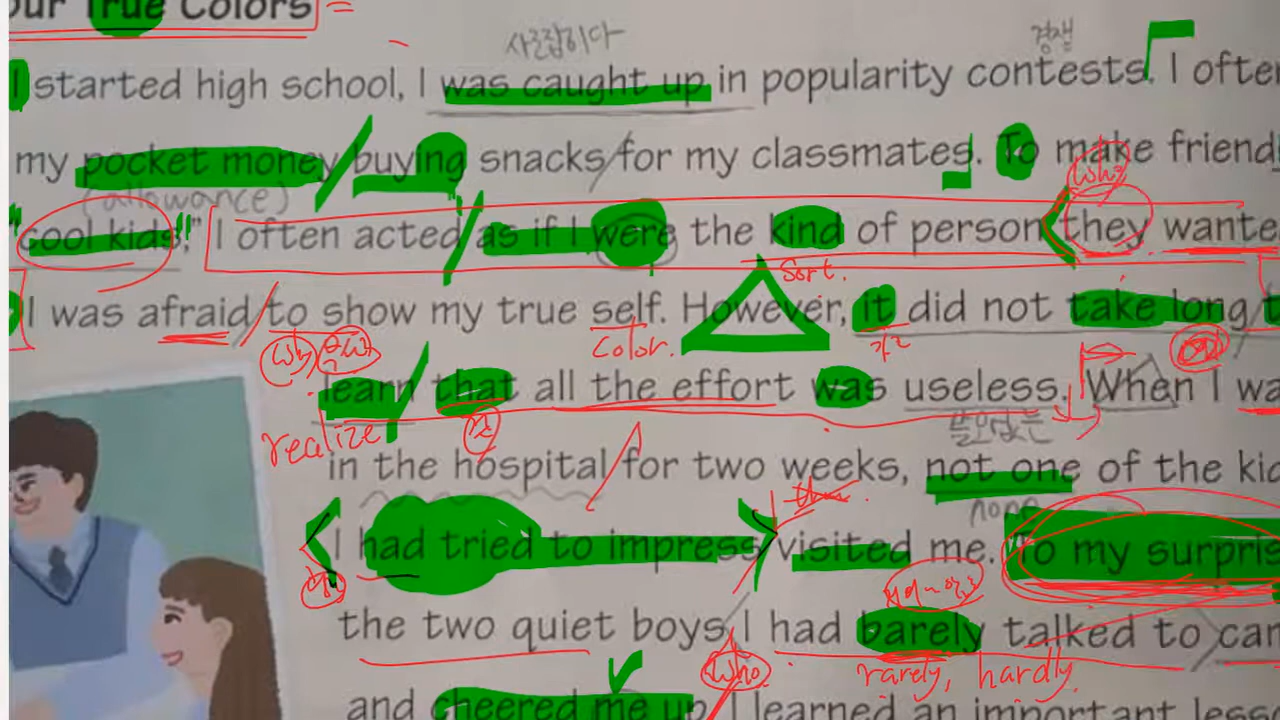 our True Colors =
사로잡히다
경쟁
I started high school, I was caught up in popularity contests. I often
my pocket money buying snacks for my classmates. To make friend
(allowance)
who
"cool kids!" I often acted as if I were the kind of person they wante
Sort.
I was afraid to show my true self. However, it did not take long t
color.
learn that all the effort was useless. When I wa
realize
쓸모없는
in the hospital for two weeks, not one of the kid
none
I had tried to impress visited me. To my surpris
the two quiet boys I had barely talked to cam
who
rarely, hardly.
and cheered me up. I learned an important lesso